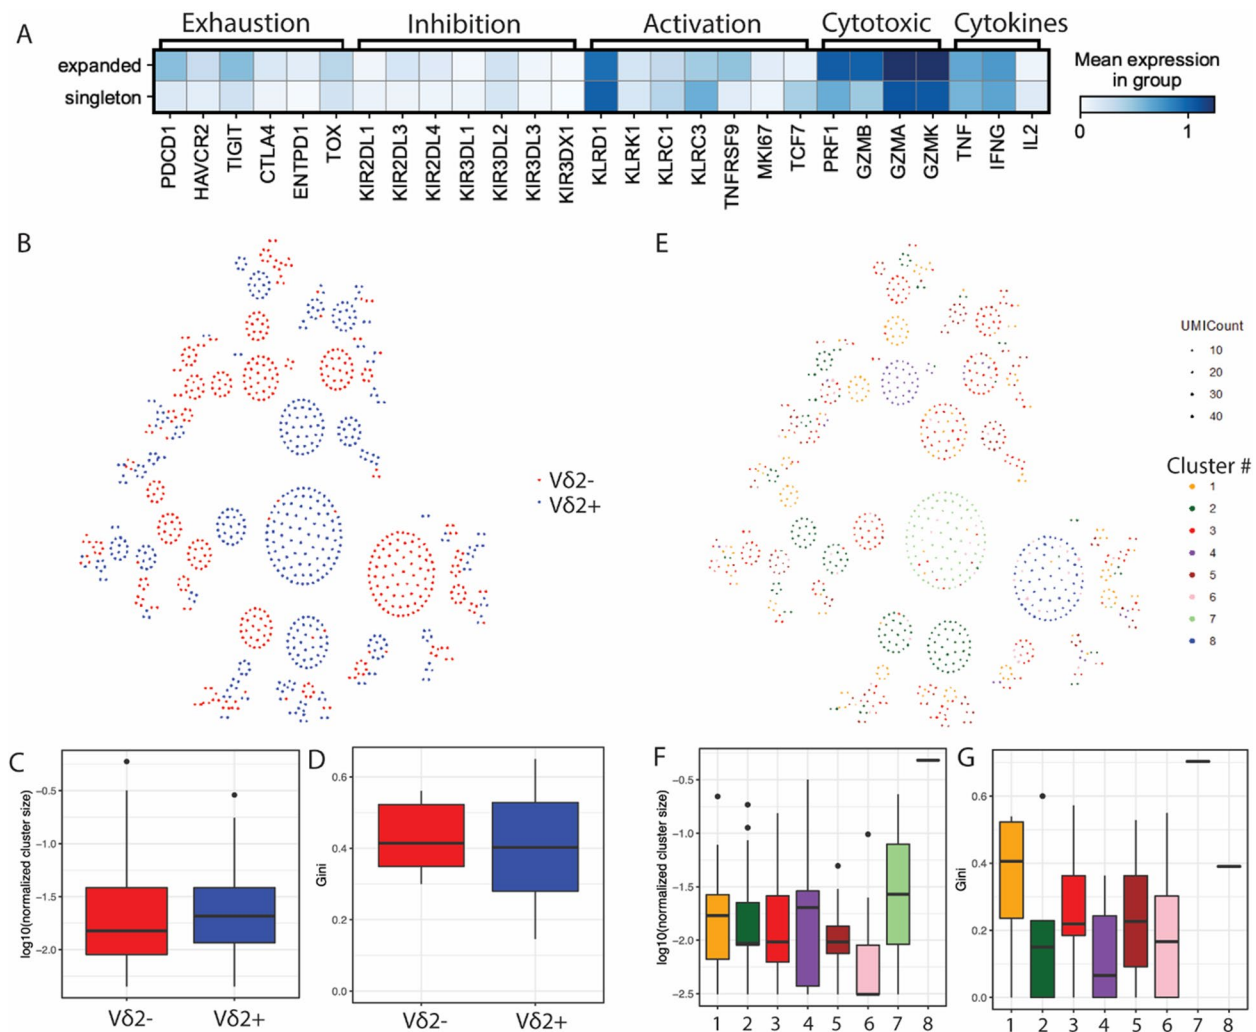 A
Exhaustion
Inhibition
Activation
Cytotoxic
Cytokines
expanded
singleton
Mean expression
in group
0
1
PDCD1
HAVCR2
TIGIT
CTLA4
ENTPD1
TOX
KIR2DL1
KIR2DL3
KIR2DL4
KIR3DL1
KIR3DL2
KIR3DL3
KIR3DX1
KLRD1
KLRK1
KLRC1
KLRC3
TNFRSF9
MKI67
TCF7
PRF1
GZMB
GZMA
GZMK
TNF
IFNG
IL2
B
Vδ2-
Vδ2+
E
UMICount
10
20
30
40
Cluster #
1
2
3
4
5
6
7
8
C
log10(normalized cluster size)
-0.5
-1.0
-1.5
-2.0
Vδ2-
Vδ2+
D
Gini
0.6
0.4
0.2
0.0
Vδ2-
Vδ2+
F
log10(normalized cluster size)
-0.5
-1.0
-1.5
-2.0
-2.5
1 2 3 4 5 6 7 8
G
Gini
0.6
0.4
0.2
0.0
1 2 3 4 5 6 7 8